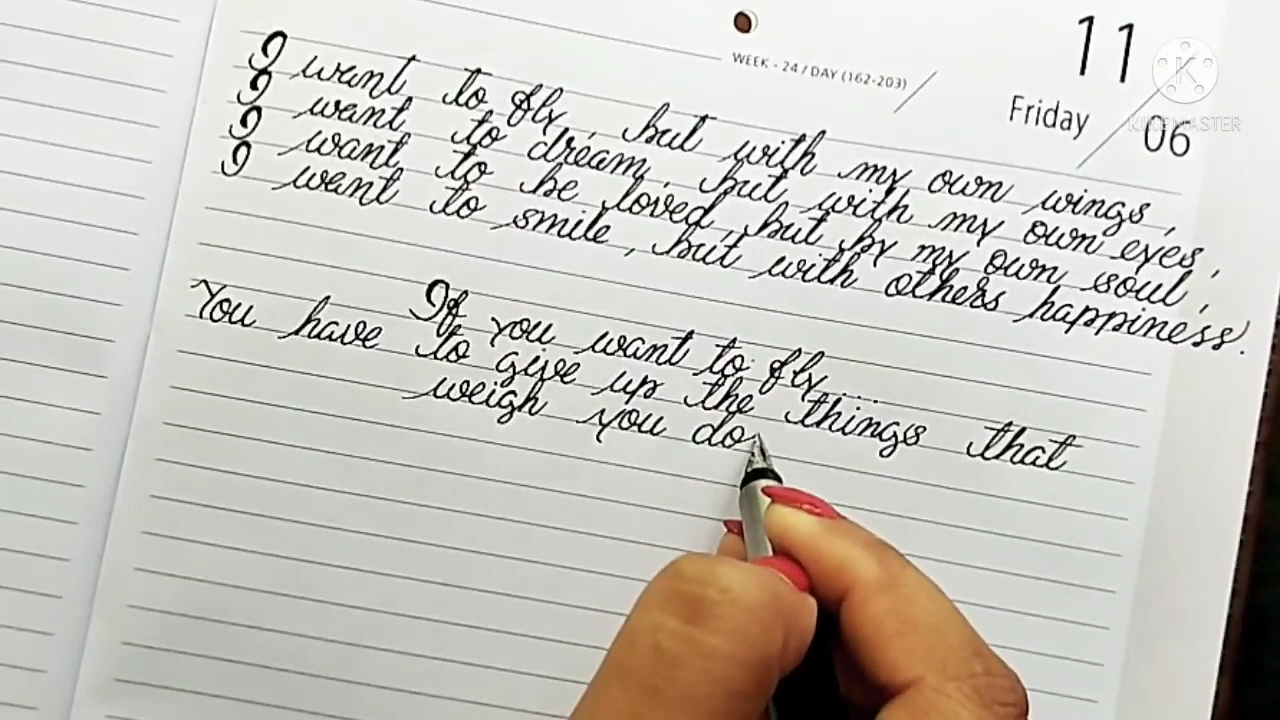 11
WEEK - 24 / DAY (162-203)
Friday
06
KINEMASTER
I want to fly, but with my own wings,
I want to dream, but with my own eyes,
I want to be loved, but by my own soul,
I want to smile, but with others happiness.
If you want to fly....
You have to give up the things that
weigh you do